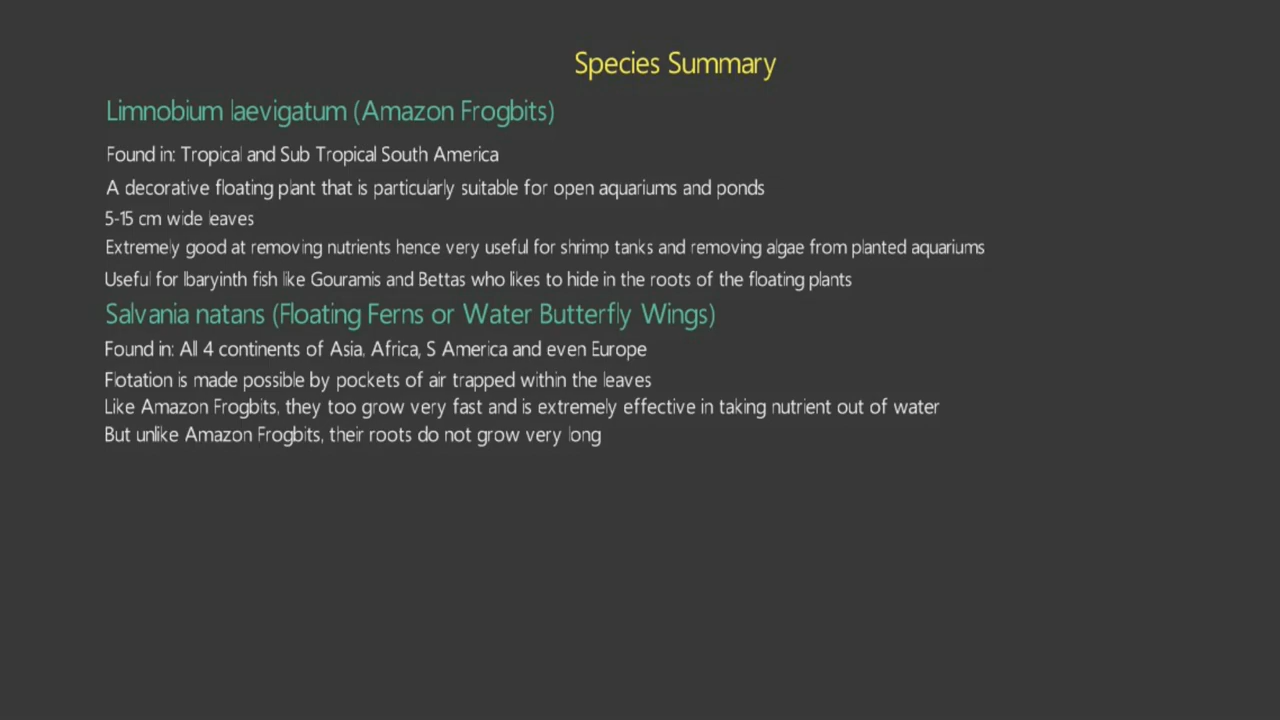 Species Summary
Limnobium laevigatum (Amazon Frogbits)
Found in: Tropical and Sub Tropical South America
A decorative floating plant that is particularly suitable for open aquariums and ponds
5-15 cm wide leaves
Extremely good at removing nutrients hence very useful for shrimp tanks and removing algae from planted aquariums
Useful for lbaryinth fish like Gouramis and Bettas who likes to hide in the roots of the floating plants
Salvania natans (Floating Ferns or Water Butterfly Wings)
Found in: All 4 continents of Asia, Africa, S America and even Europe
Flotation is made possible by pockets of air trapped within the leaves
Like Amazon Frogbits, they too grow very fast and is extremely effective in taking nutrient out of water
But unlike Amazon Frogbits, their roots do not grow very long